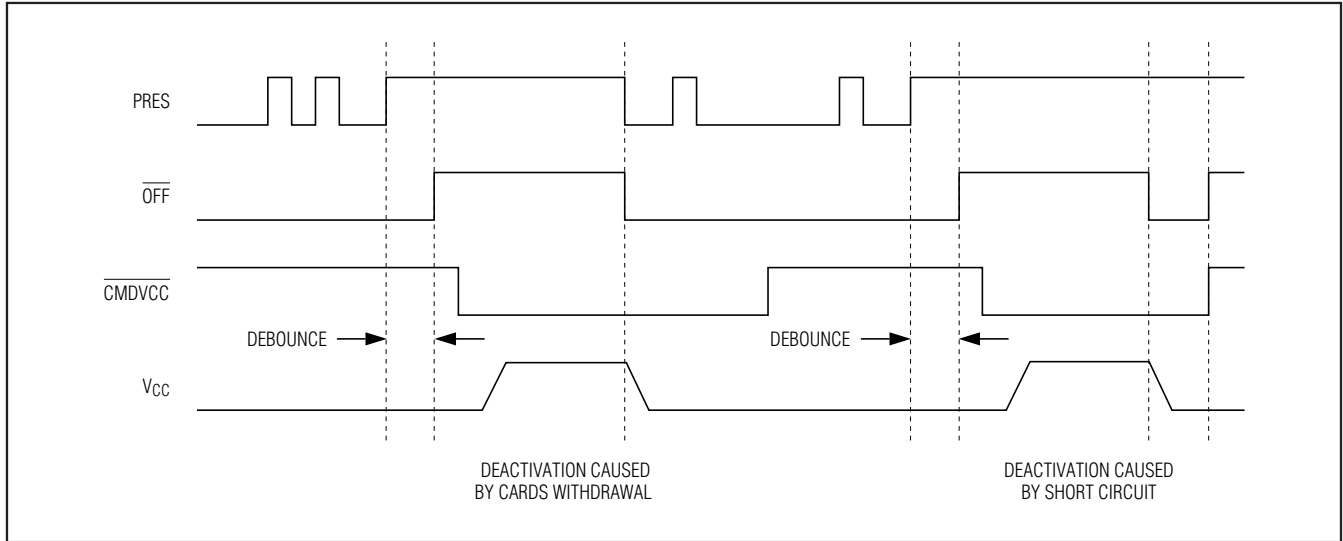 PRES
OFF
CMDVCC
DEBOUNCE
DEBOUNCE
VCC
DEACTIVATION CAUSED
BY CARDS WITHDRAWAL
DEACTIVATION CAUSED
BY SHORT CIRCUIT